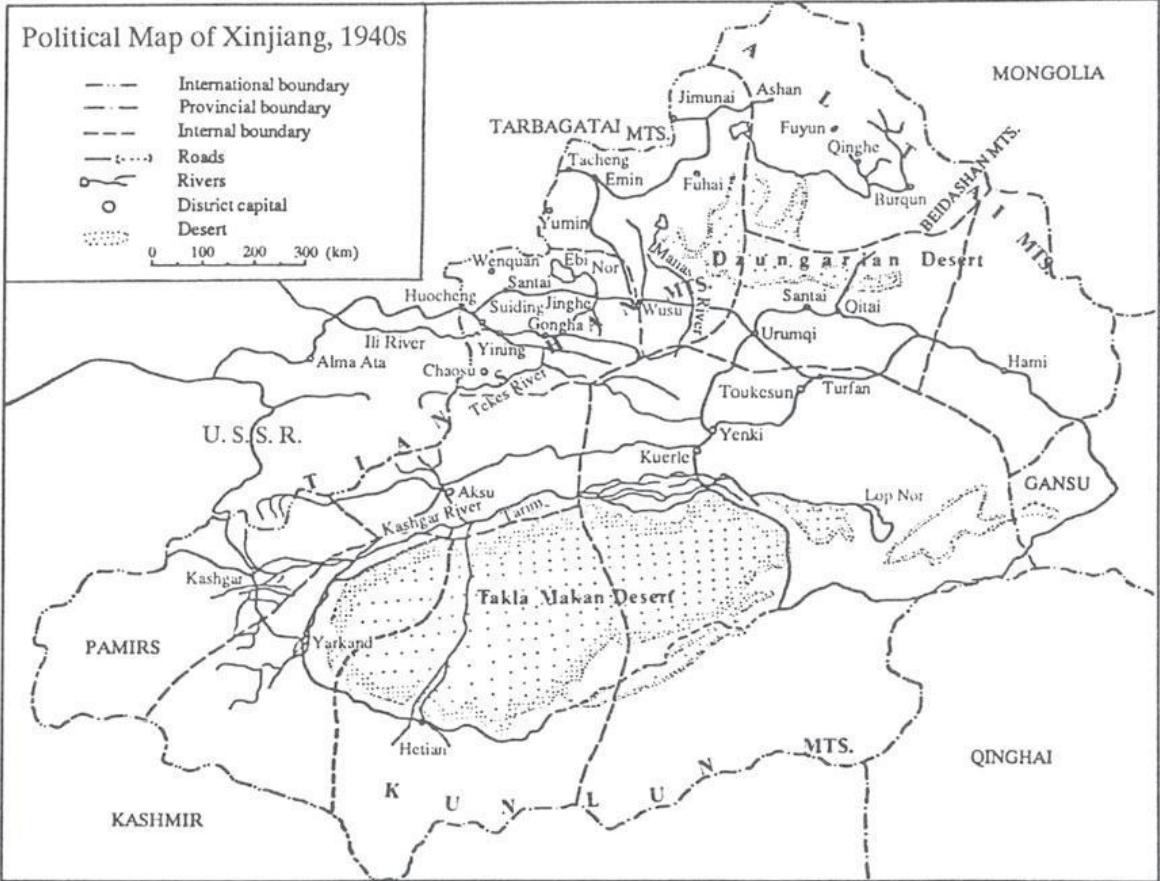 Political Map of Xinjiang, 1940s
International boundary
Provincial boundary
Internal boundary
Roads
Rivers
District capital
Desert
0 100 200 300 (km)
MONGOLIA
ALTI MTS.
Jimunai
Ashan
TARBAGATAI MTS.
Fuyun
Qinghe
Tacheng
Emin
Fuhai
Burqun
BEIDASHAN MTS.
Yumin
Wenquan
Ebi Nor
Manas River
Dzungarian Desert
Huocheng
Santai
Suiding
Jinghe
Wusu
Santai
Qitai
Gongha
Ili River
Yining
Urumqi
Alma Ata
Chaosu
Tekes River
Toukesun
Turfan
Hami
U.S.S.R.
TIAN SHAN MTS.
Yenki
Kuerle
Aksu
Lop Nor
GANSU
Kashgar River
Tarim
Kashgar
Takla Makan Desert
PAMIRS
Yarkand
Hetian
KUNLUN MTS.
QINGHAI
KASHMIR